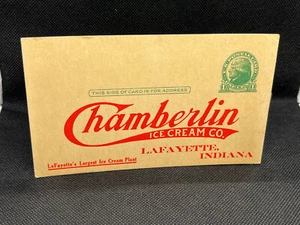 THIS SIDE OF CARD IS FOR ADDRESS
Chamberlin
ICE CREAM CO.
LAFAYETTE,
INDIANA
LaFayette's Largest Ice Cream Plant